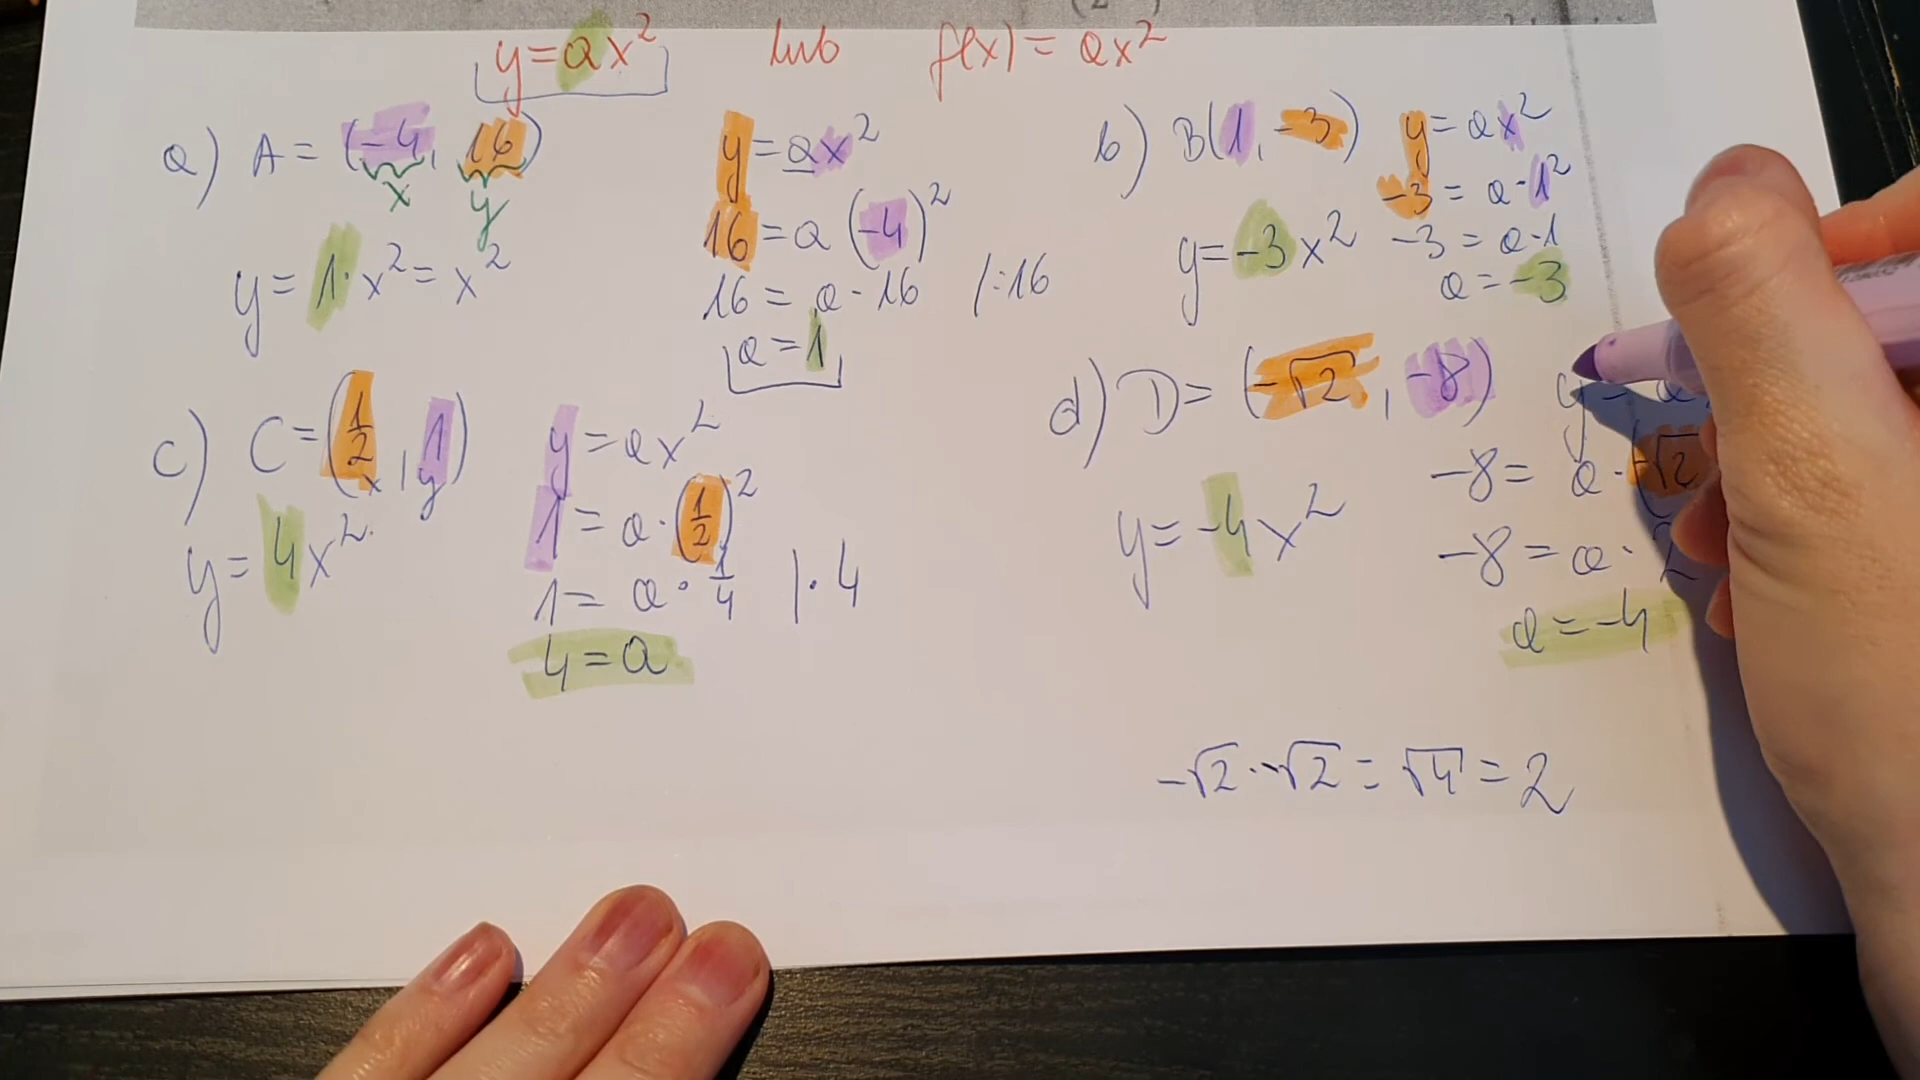 y = ax² lub f(x) = ax²
a) A = (-4, 16)
x y
y = 1·x² = x²
y = ax²
16 = a (-4)²
16 = a · 16 /:16
a = 1
b) B(1, -3)
y = -3x²
y = ax²
-3 = a · 1²
-3 = a · 1
a = -3
c) C = (1/2, 1)
x y
y = 4x²
y = ax²
1 = a · (1/2)²
1 = a · 1/4 |· 4
4 = a
d) D = (-√2, -8)
y = -4x²
y = a
-8 = a · (-√2
-8 = a · 2
a = -4
-√2 · -√2 = √4 = 2